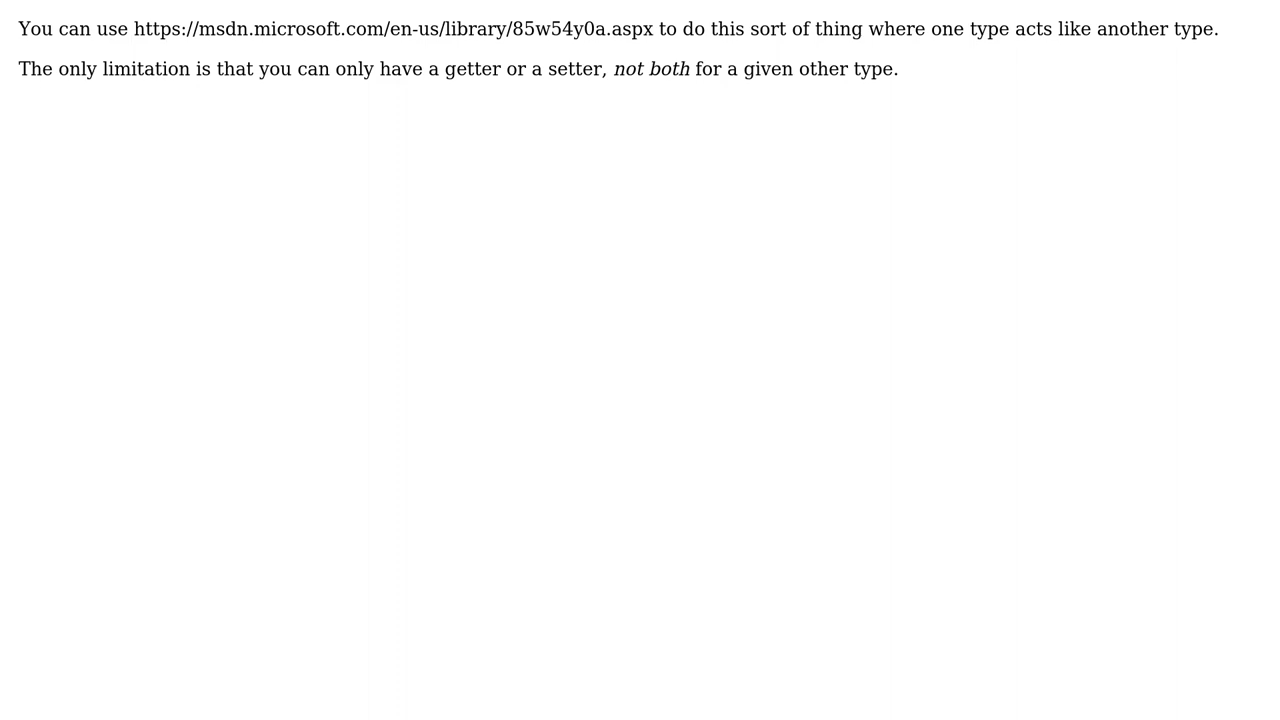 You can use https://msdn.microsoft.com/en-us/library/85w54y0a.aspx to do this sort of thing where one type acts like another type.
The only limitation is that you can only have a getter or a setter, not both for a given other type.